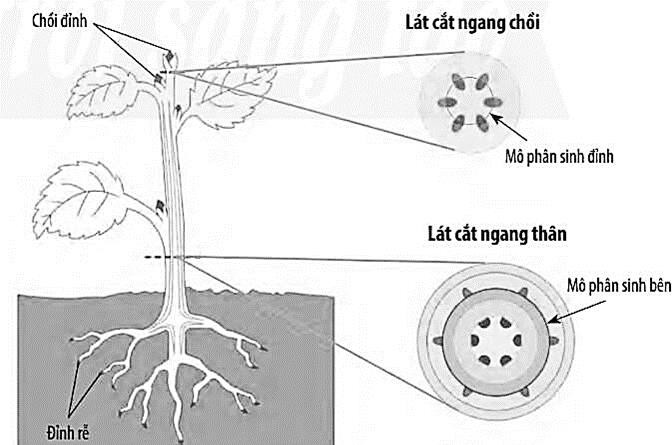 Chồi đỉnh
Lát cắt ngang chồi
Mô phân sinh đỉnh
Lát cắt ngang thân
Mô phân sinh bên
Đỉnh rễ